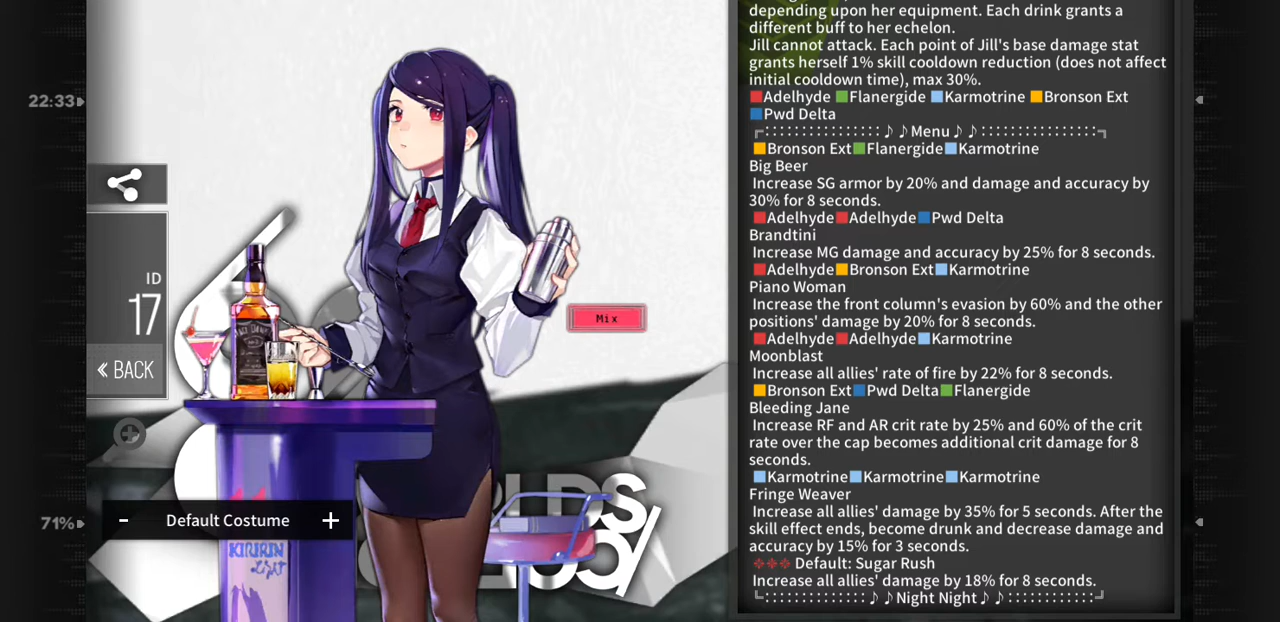 22:33
ID
17
« BACK
Mix
- Default Costume +
71%
KIRIRIN
depending upon her equipment. Each drink grants a
different buff to her echelon.
Jill cannot attack. Each point of Jill's base damage stat
grants herself 1% skill cooldown reduction (does not affect
initial cooldown time), max 30%.
Adelhyde Flanergide Karmotrine Bronson Ext
Pwd Delta
┌::::::::::::::::♪♪Menu♪♪::::::::::::::::┐
Bronson Ext Flanergide Karmotrine
Big Beer
Increase SG armor by 20% and damage and accuracy by
30% for 8 seconds.
Adelhyde Adelhyde Pwd Delta
Brandtini
Increase MG damage and accuracy by 25% for 8 seconds.
Adelhyde Bronson Ext Karmotrine
Piano Woman
Increase the front column's evasion by 60% and the other
positions' damage by 20% for 8 seconds.
Adelhyde Adelhyde Karmotrine
Moonblast
Increase all allies' rate of fire by 22% for 8 seconds.
Bronson Ext Pwd Delta Flanergide
Bleeding Jane
Increase RF and AR crit rate by 25% and 60% of the crit
rate over the cap becomes additional crit damage for 8
seconds.
Karmotrine Karmotrine Karmotrine
Fringe Weaver
Increase all allies' damage by 35% for 5 seconds. After the
skill effect ends, become drunk and decrease damage and
accuracy by 15% for 3 seconds.
Default: Sugar Rush
Increase all allies' damage by 18% for 8 seconds.
└::::::::::::::♪♪Night Night♪♪::::::::::::┘